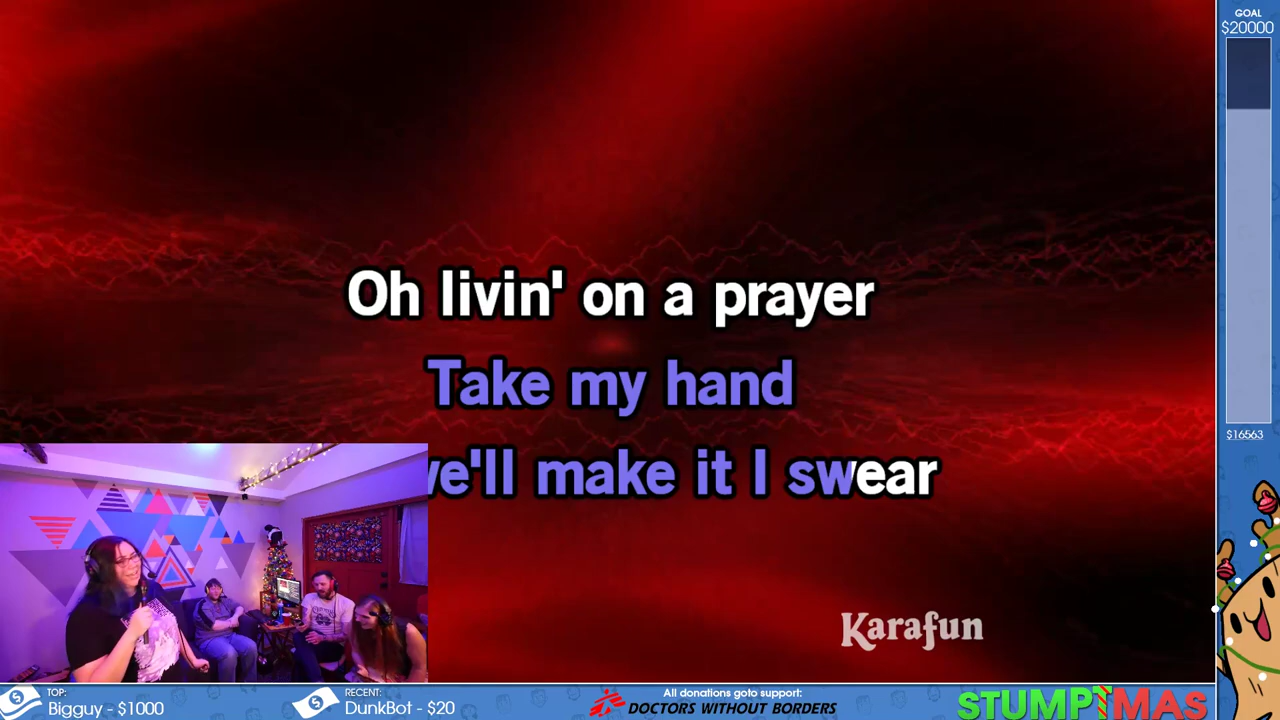 GOAL
$20000
Oh livin' on a prayer
Take my hand
we'll make it I swear
$16563
Karafun
TOP:
Bigguy - $1000
RECENT:
DunkBot - $20
All donations goto support:
DOCTORS WITHOUT BORDERS
STUMPTMAS